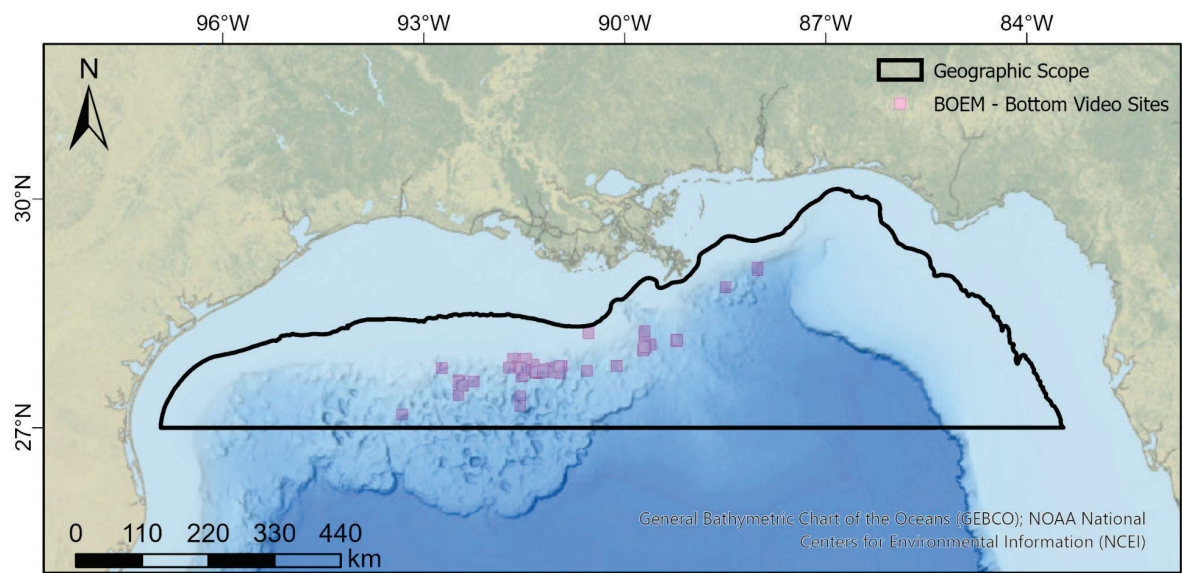 96°W 93°W 90°W 87°W 84°W
N
Geographic Scope
BOEM - Bottom Video Sites
30°N
27°N
General Bathymetric Chart of the Oceans (GEBCO); NOAA National
Centers for Environmental Information (NCEI)
0 110 220 330 440
km